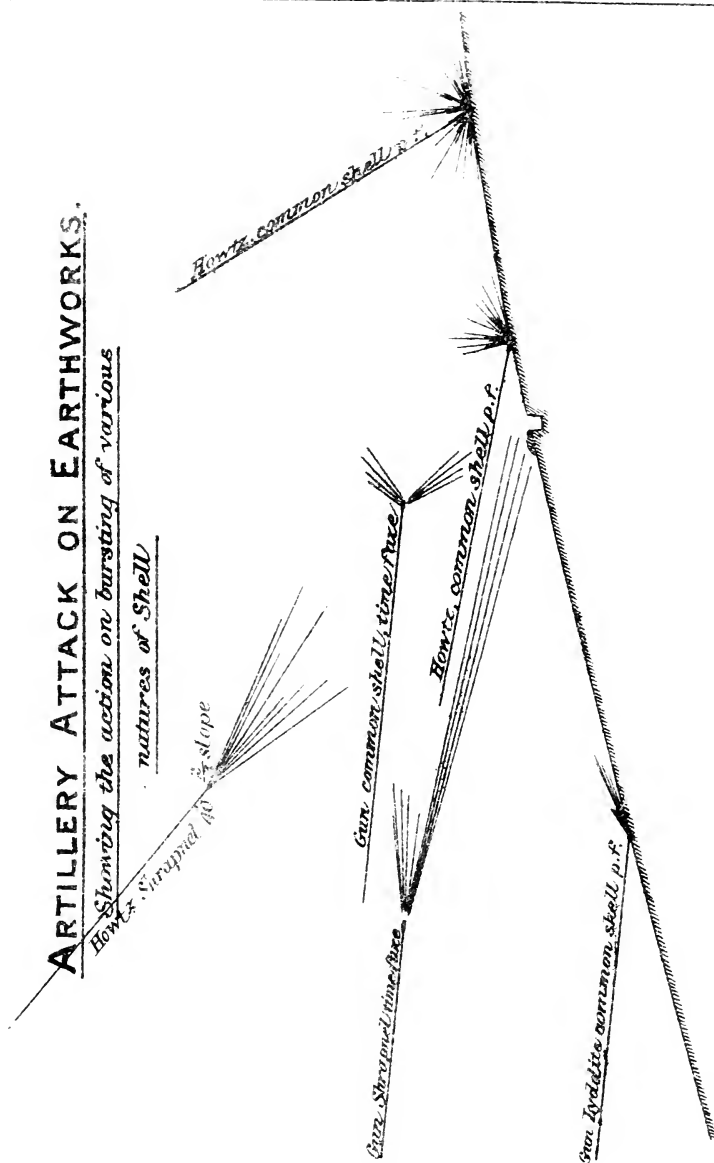 ARTILLERY ATTACK ON EARTHWORKS.
Showing the action on bursting of various
natures of Shell
Howtz Shrapnel 40° slope
Howtz. common shell p.f.
Gun common shell, time fuze
Howtz. common shell p.f.
Gun Shrapnel time fuze
Gun Lyddite common shell p.f.